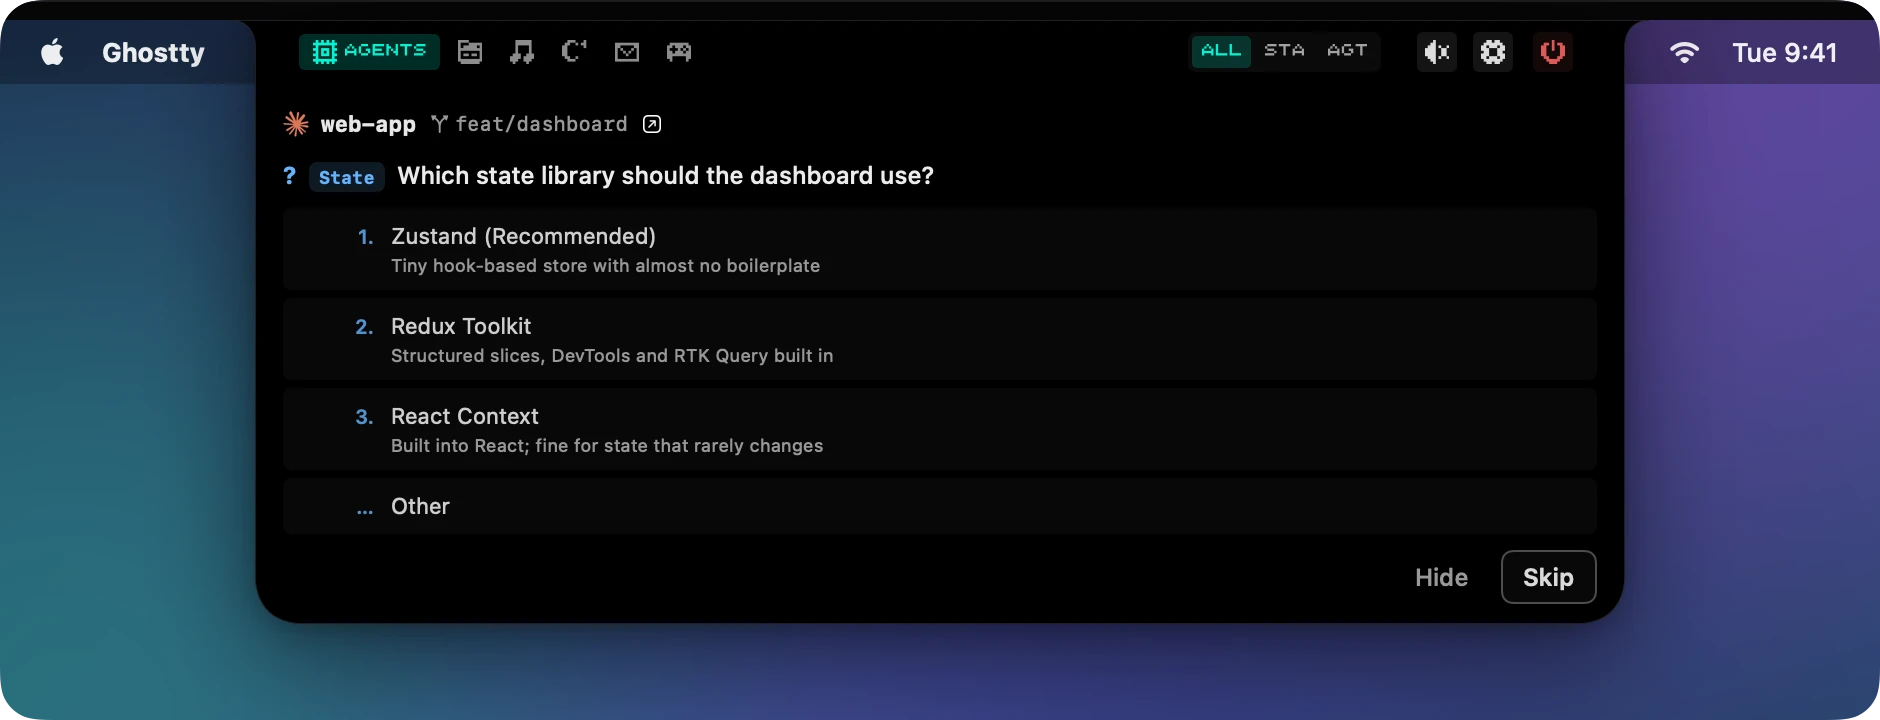 Ghostty
AGENTS
ALL STA AGT
Tue 9:41
web-app feat/dashboard
? State Which state library should the dashboard use?
1. Zustand (Recommended)
Tiny hook-based store with almost no boilerplate
2. Redux Toolkit
Structured slices, DevTools and RTK Query built in
3. React Context
Built into React; fine for state that rarely changes
... Other
Hide Skip